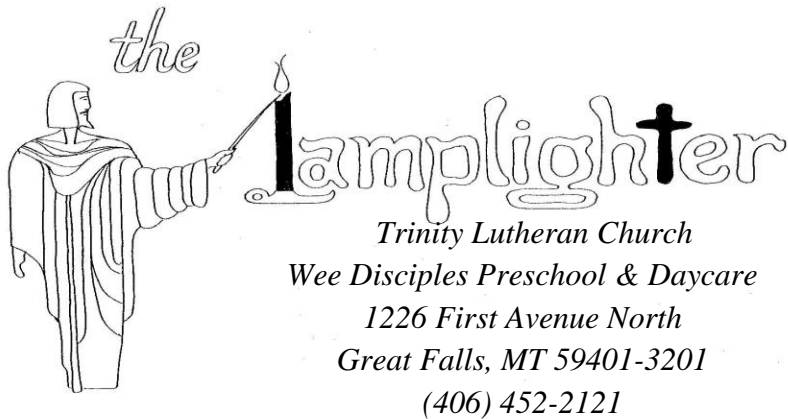 the
Lamplighter
Trinity Lutheran Church
Wee Disciples Preschool & Daycare
1226 First Avenue North
Great Falls, MT 59401-3201
(406) 452-2121